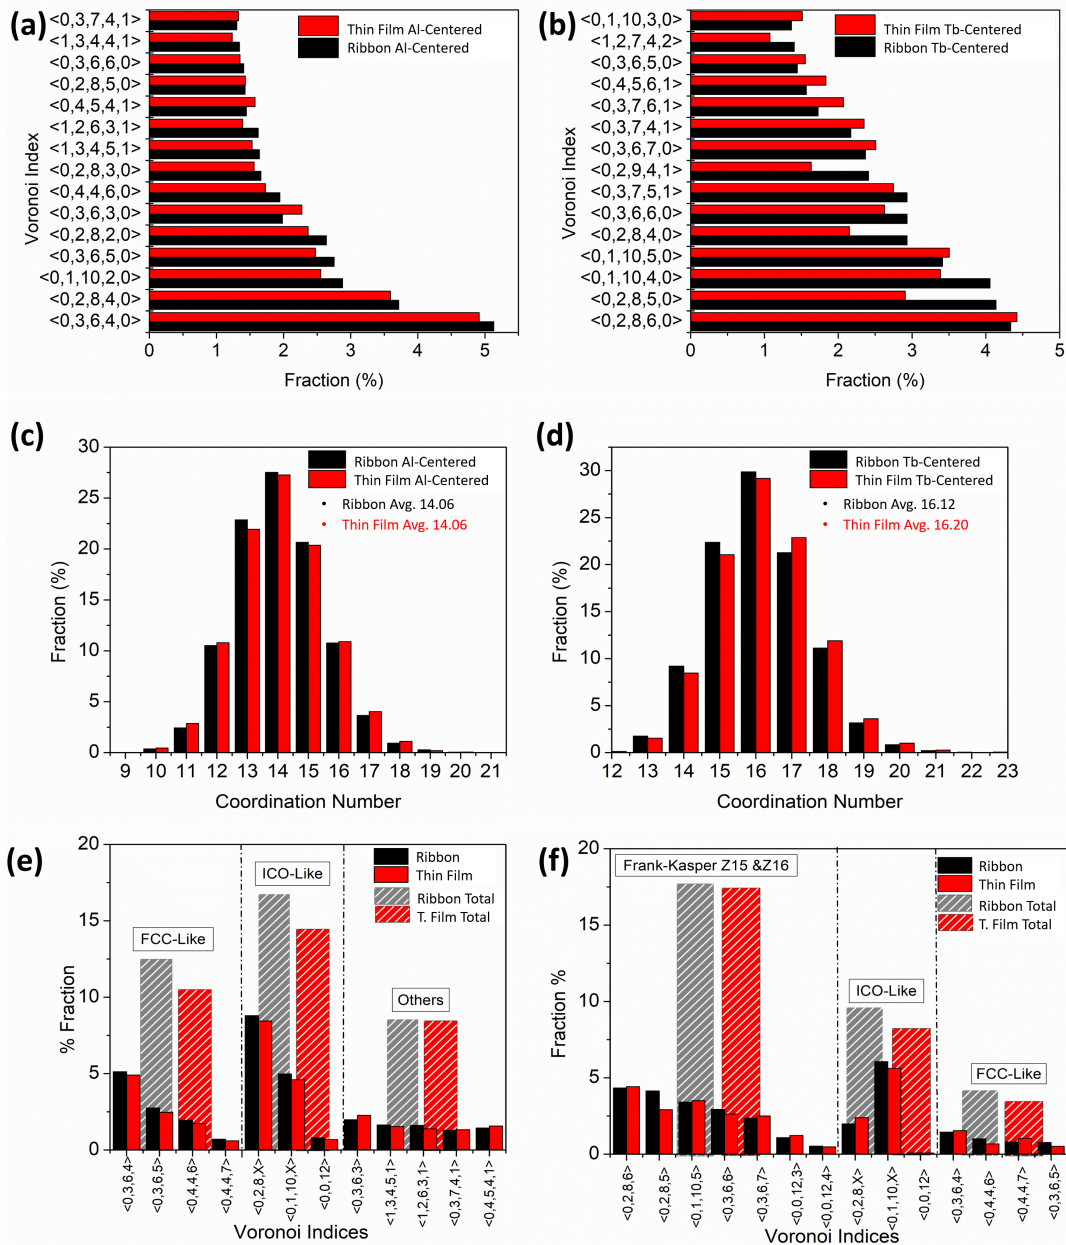 (a)
Thin Film Al-Centered
Ribbon Al-Centered
<0,3,7,4,1>
<1,3,4,4,1>
<0,3,6,6,0>
<0,2,8,5,0>
<0,4,5,4,1>
<1,2,6,3,1>
<1,3,4,5,1>
<0,2,8,3,0>
<0,4,4,6,0>
<0,3,6,3,0>
<0,2,8,2,0>
<0,3,6,5,0>
<0,1,10,2,0>
<0,2,8,4,0>
<0,3,6,4,0>
Voronoi Index
0 1 2 3 4 5
Fraction (%)
(b)
Thin Film Tb-Centered
Ribbon Tb-Centered
<0,1,10,3,0>
<1,2,7,4,2>
<0,3,6,5,0>
<0,4,5,6,1>
<0,3,7,6,1>
<0,3,7,4,1>
<0,3,6,7,0>
<0,2,9,4,1>
<0,3,7,5,1>
<0,3,6,6,0>
<0,2,8,4,0>
<0,1,10,5,0>
<0,1,10,4,0>
<0,2,8,5,0>
<0,2,8,6,0>
Voronoi Index
0 1 2 3 4 5
Fraction (%)
(c)
Ribbon Al-Centered
Thin Film Al-Centered
Ribbon Avg. 14.06
Thin Film Avg. 14.06
30
25
20
15
10
5
0
Fraction (%)
9 10 11 12 13 14 15 16 17 18 19 20 21
Coordination Number
(d)
Ribbon Tb-Centered
Thin Film Tb-Centered
Ribbon Avg. 16.12
Thin Film Avg. 16.20
30
25
20
15
10
5
0
Fraction (%)
12 13 14 15 16 17 18 19 20 21 22 23
Coordination Number
(e)
Ribbon
Thin Film
Ribbon Total
T. Film Total
FCC-Like
ICO-Like
Others
20
15
10
5
0
% Fraction
<0,3,6,4>
<0,3,6,5>
<0,4,4,6>
<0,4,4,7>
<0,2,8,X>
<0,1,10,X>
<0,0,12>
<0,3,6,3>
<1,3,4,5,1>
<1,2,6,3,1>
<0,3,7,4,1>
<0,4,5,4,1>
Voronoi Indices
(f)
Frank-Kasper Z15 &Z16
Ribbon
Thin Film
Ribbon Total
T. Film Total
ICO-Like
FCC-Like
20
15
10
5
0
Fraction %
<0,2,8,6>
<0,2,8,5>
<0,1,10,5>
<0,3,6,6>
<0,3,6,7>
<0,0,12,3>
<0,0,12,4>
<0,2,8,X>
<0,1,10,X>
<0,0,12>
<0,3,6,4>
<0,4,4,6>
<0,4,4,7>
<0,3,6,5>
Voronoi Indices